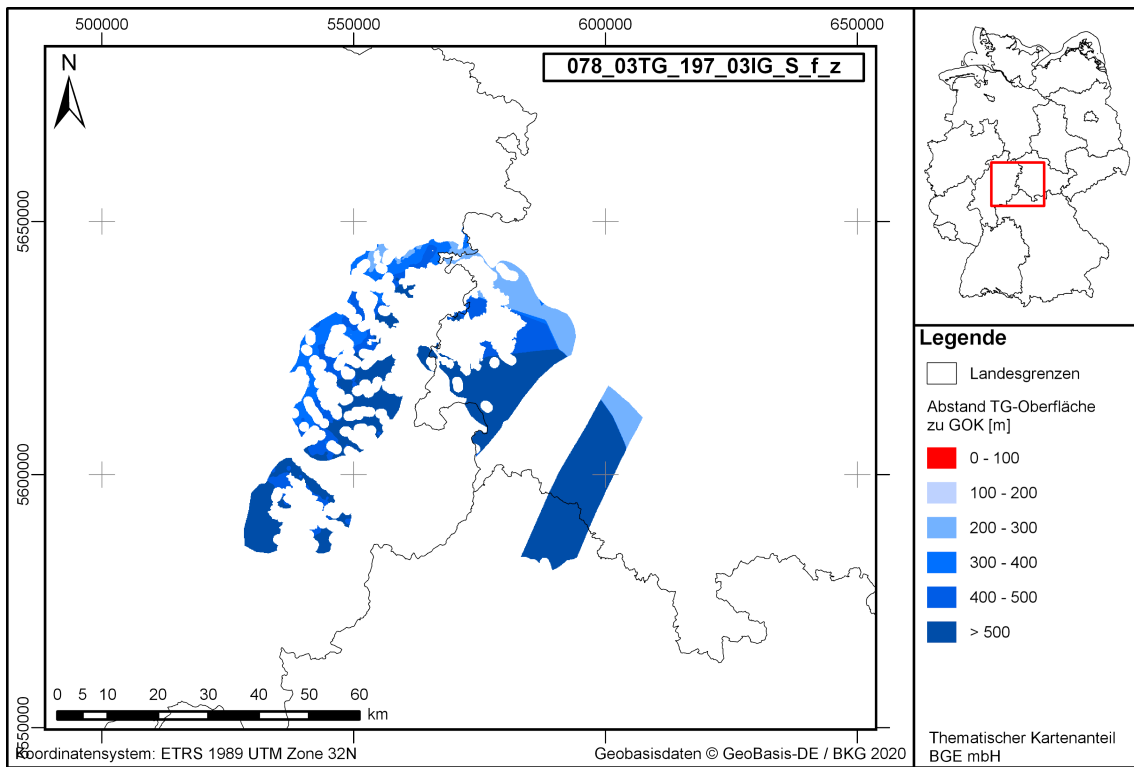 500000 550000 600000 650000
078_03TG_197_03IG_S_f_z
N
5650000
5600000
5550000
0 5 10 20 30 40 50 60
km
Koordinatensystem: ETRS 1989 UTM Zone 32N
Geobasisdaten © GeoBasis-DE / BKG 2020
Legende
Landesgrenzen
Abstand TG-Oberfläche
zu GOK [m]
0 - 100
100 - 200
200 - 300
300 - 400
400 - 500
> 500
Thematischer Kartenanteil
BGE mbH